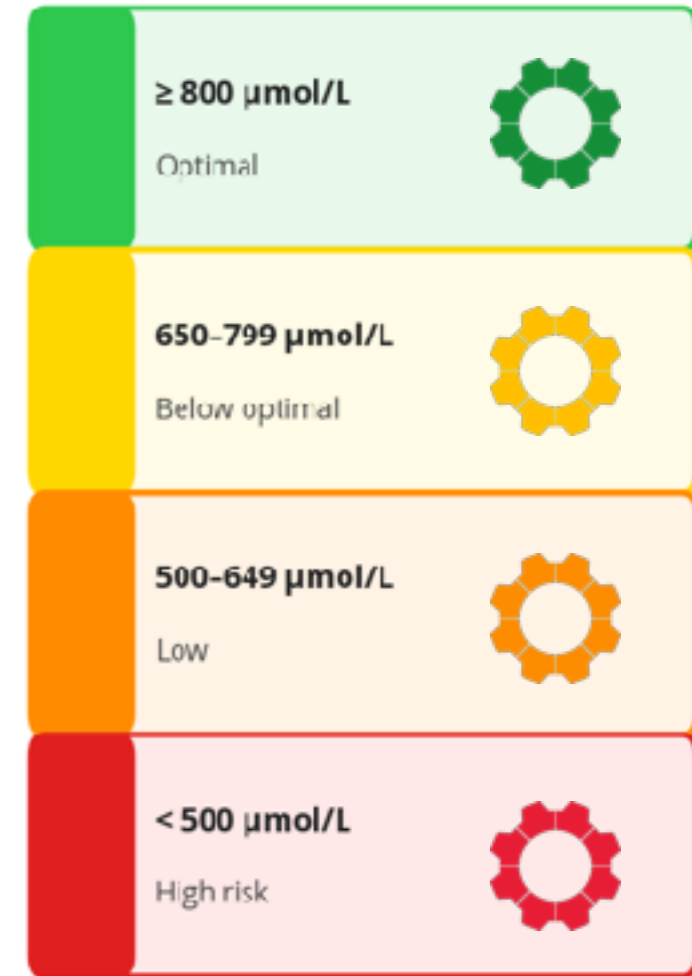 ≥ 800 μmol/L
Optimal
650–799 μmol/L
Below optimal
500–649 μmol/L
Low
< 500 μmol/L
High risk